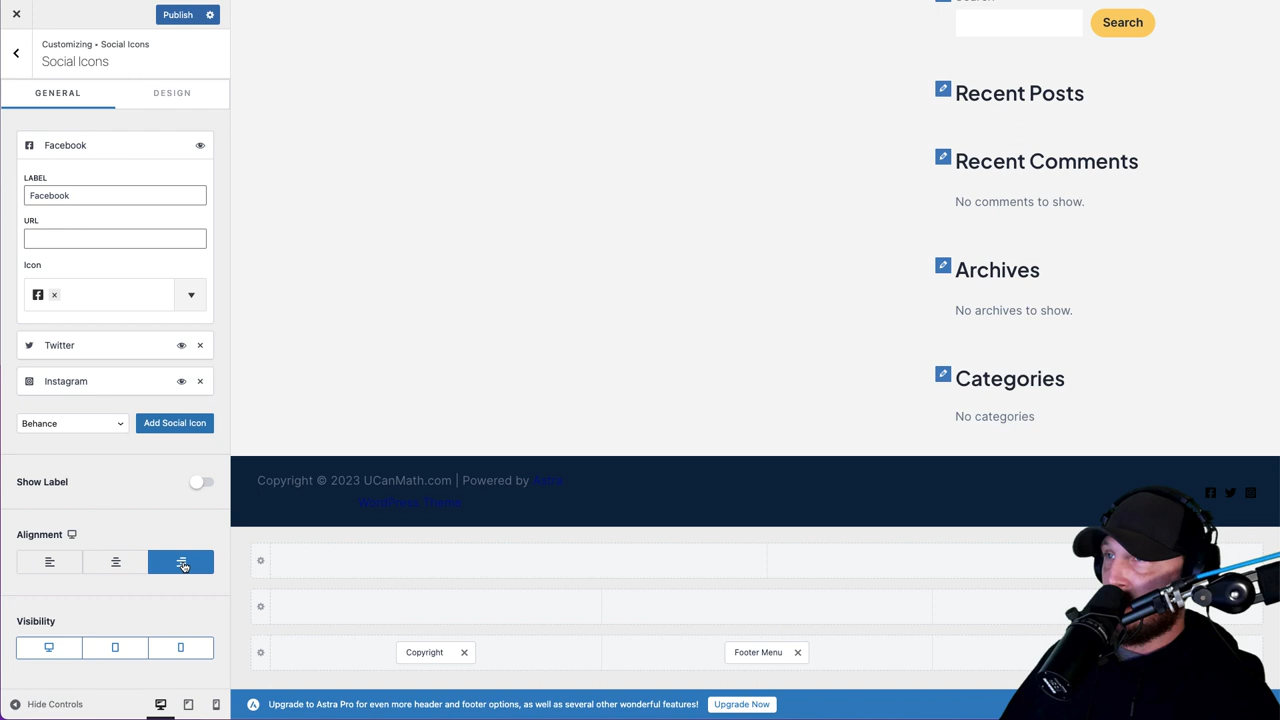 Publish
Customizing • Social Icons
Social Icons
GENERAL
DESIGN
Facebook
LABEL
Facebook
URL
Icon
Twitter
Instagram
Behance
Add Social Icon
Show Label
Alignment
Visibility
Hide Controls
Search
Recent Posts
Recent Comments
No comments to show.
Archives
No archives to show.
Categories
No categories
Copyright © 2023 UCanMath.com | Powered by Astra
WordPress Theme
Copyright
Footer Menu
Upgrade to Astra Pro for even more header and footer options, as well as several other wonderful features!
Upgrade Now